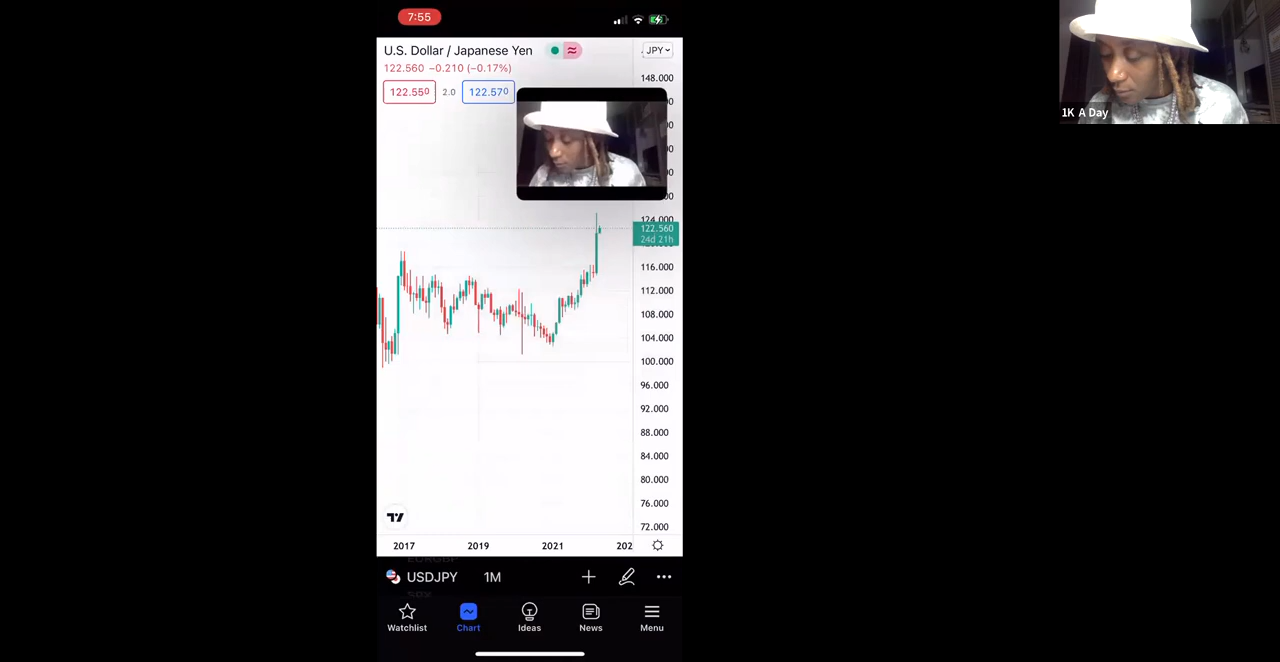 7:55
U.S. Dollar / Japanese Yen
JPY
122.560 −0.210 (−0.17%)
122.550 2.0 122.570
148.000
124.000
122.560
24d 21h
116.000
112.000
108.000
104.000
100.000
96.000
92.000
88.000
84.000
80.000
76.000
72.000
2017 2019 2021 202
USDJPY 1M
Watchlist Chart Ideas News Menu
1K A Day